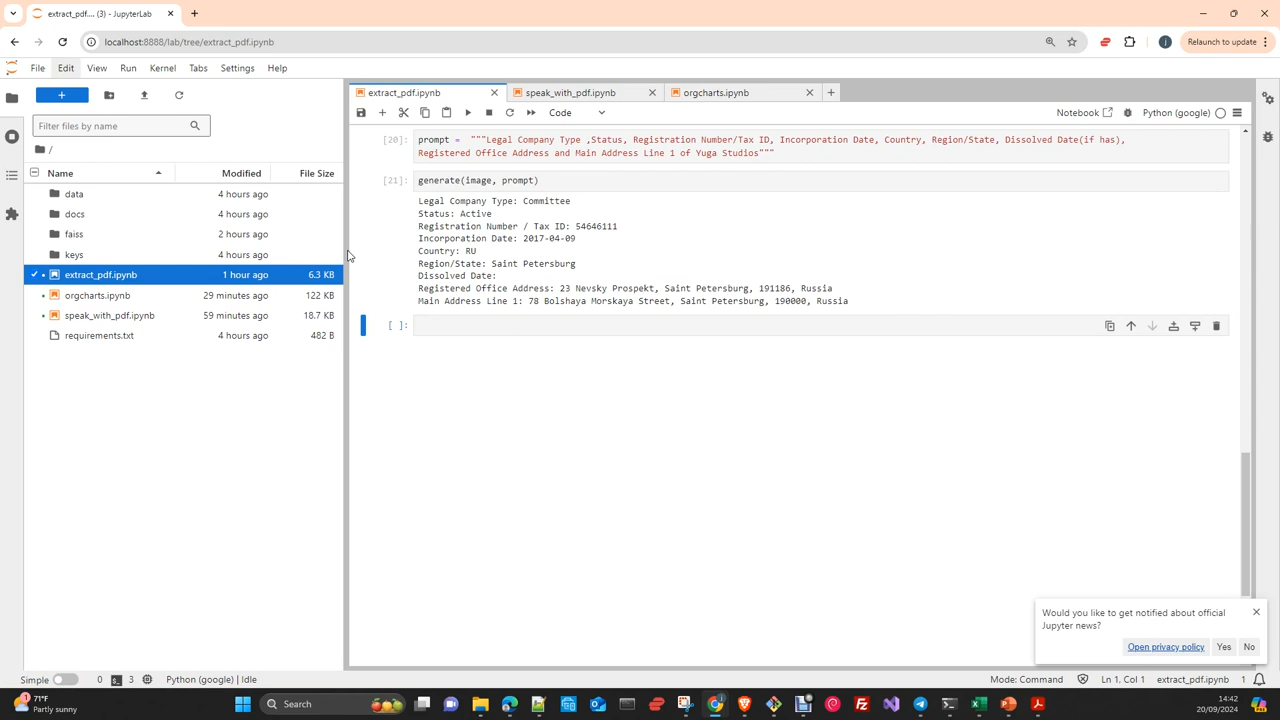 extract_pdf.... (3) - JupyterLab
localhost:8888/lab/tree/extract_pdf.ipynb
Relaunch to update
File Edit View Run Kernel Tabs Settings Help
extract_pdf.ipynb speak_with_pdf.ipynb orgcharts.ipynb
Code
Notebook Python (google)
Filter files by name
/
Name Modified File Size
data 4 hours ago
docs 4 hours ago
faiss 2 hours ago
keys 4 hours ago
extract_pdf.ipynb 1 hour ago 6.3 KB
orgcharts.ipynb 29 minutes ago 122 KB
speak_with_pdf.ipynb 59 minutes ago 18.7 KB
requirements.txt 4 hours ago 482 B
[20]: prompt = """Legal Company Type ,Status, Registration Number/Tax ID, Incorporation Date, Country, Region/State, Dissolved Date(if has),
Registered Office Address and Main Address Line 1 of Yuga Studios"""
[21]: generate(image, prompt)
Legal Company Type: Committee
Status: Active
Registration Number / Tax ID: 54646111
Incorporation Date: 2017-04-09
Country: RU
Region/State: Saint Petersburg
Dissolved Date:
Registered Office Address: 23 Nevsky Prospekt, Saint Petersburg, 191186, Russia
Main Address Line 1: 78 Bolshaya Morskaya Street, Saint Petersburg, 190000, Russia
[ ]:
Would you like to get notified about official
Jupyter news?
Open privacy policy Yes No
Simple 0 3 Python (google) | Idle Mode: Command Ln 1, Col 1 extract_pdf.ipynb 1
71°F
Partly sunny
Search
14:42
20/09/2024